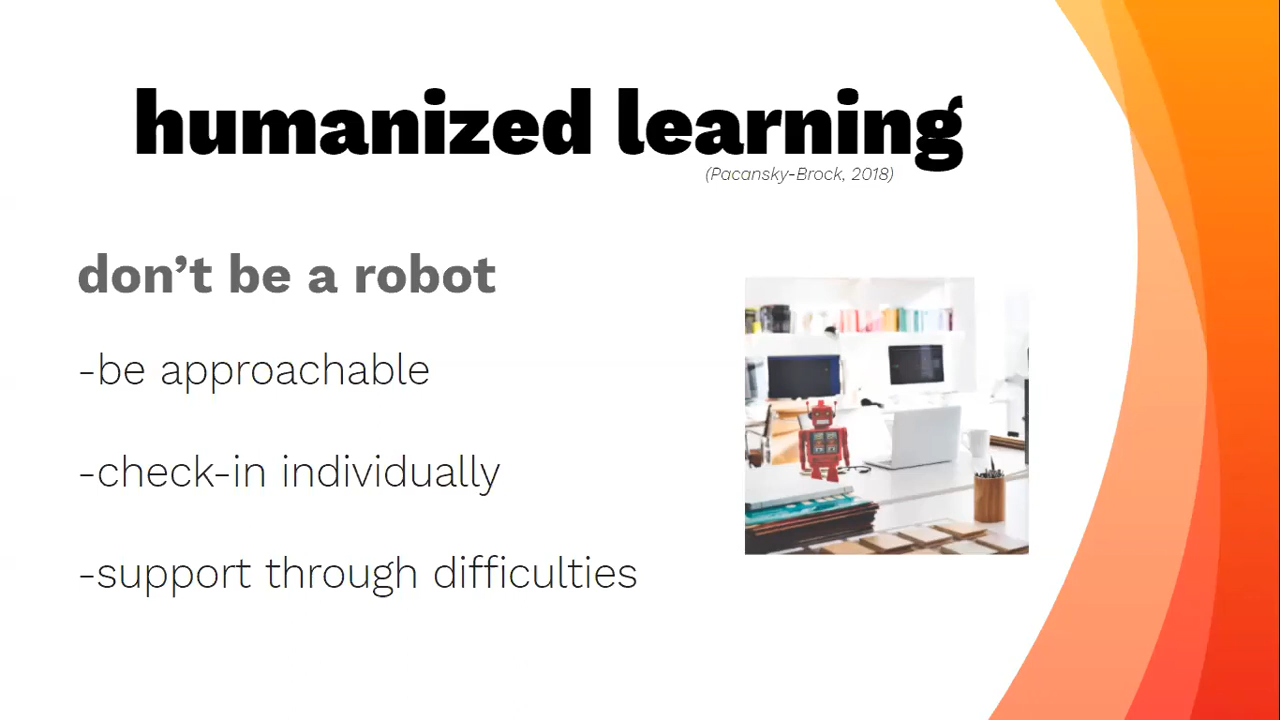 humanized learning
(Pacansky-Brock, 2018)
don’t be a robot
-be approachable
-check-in individually
-support through difficulties